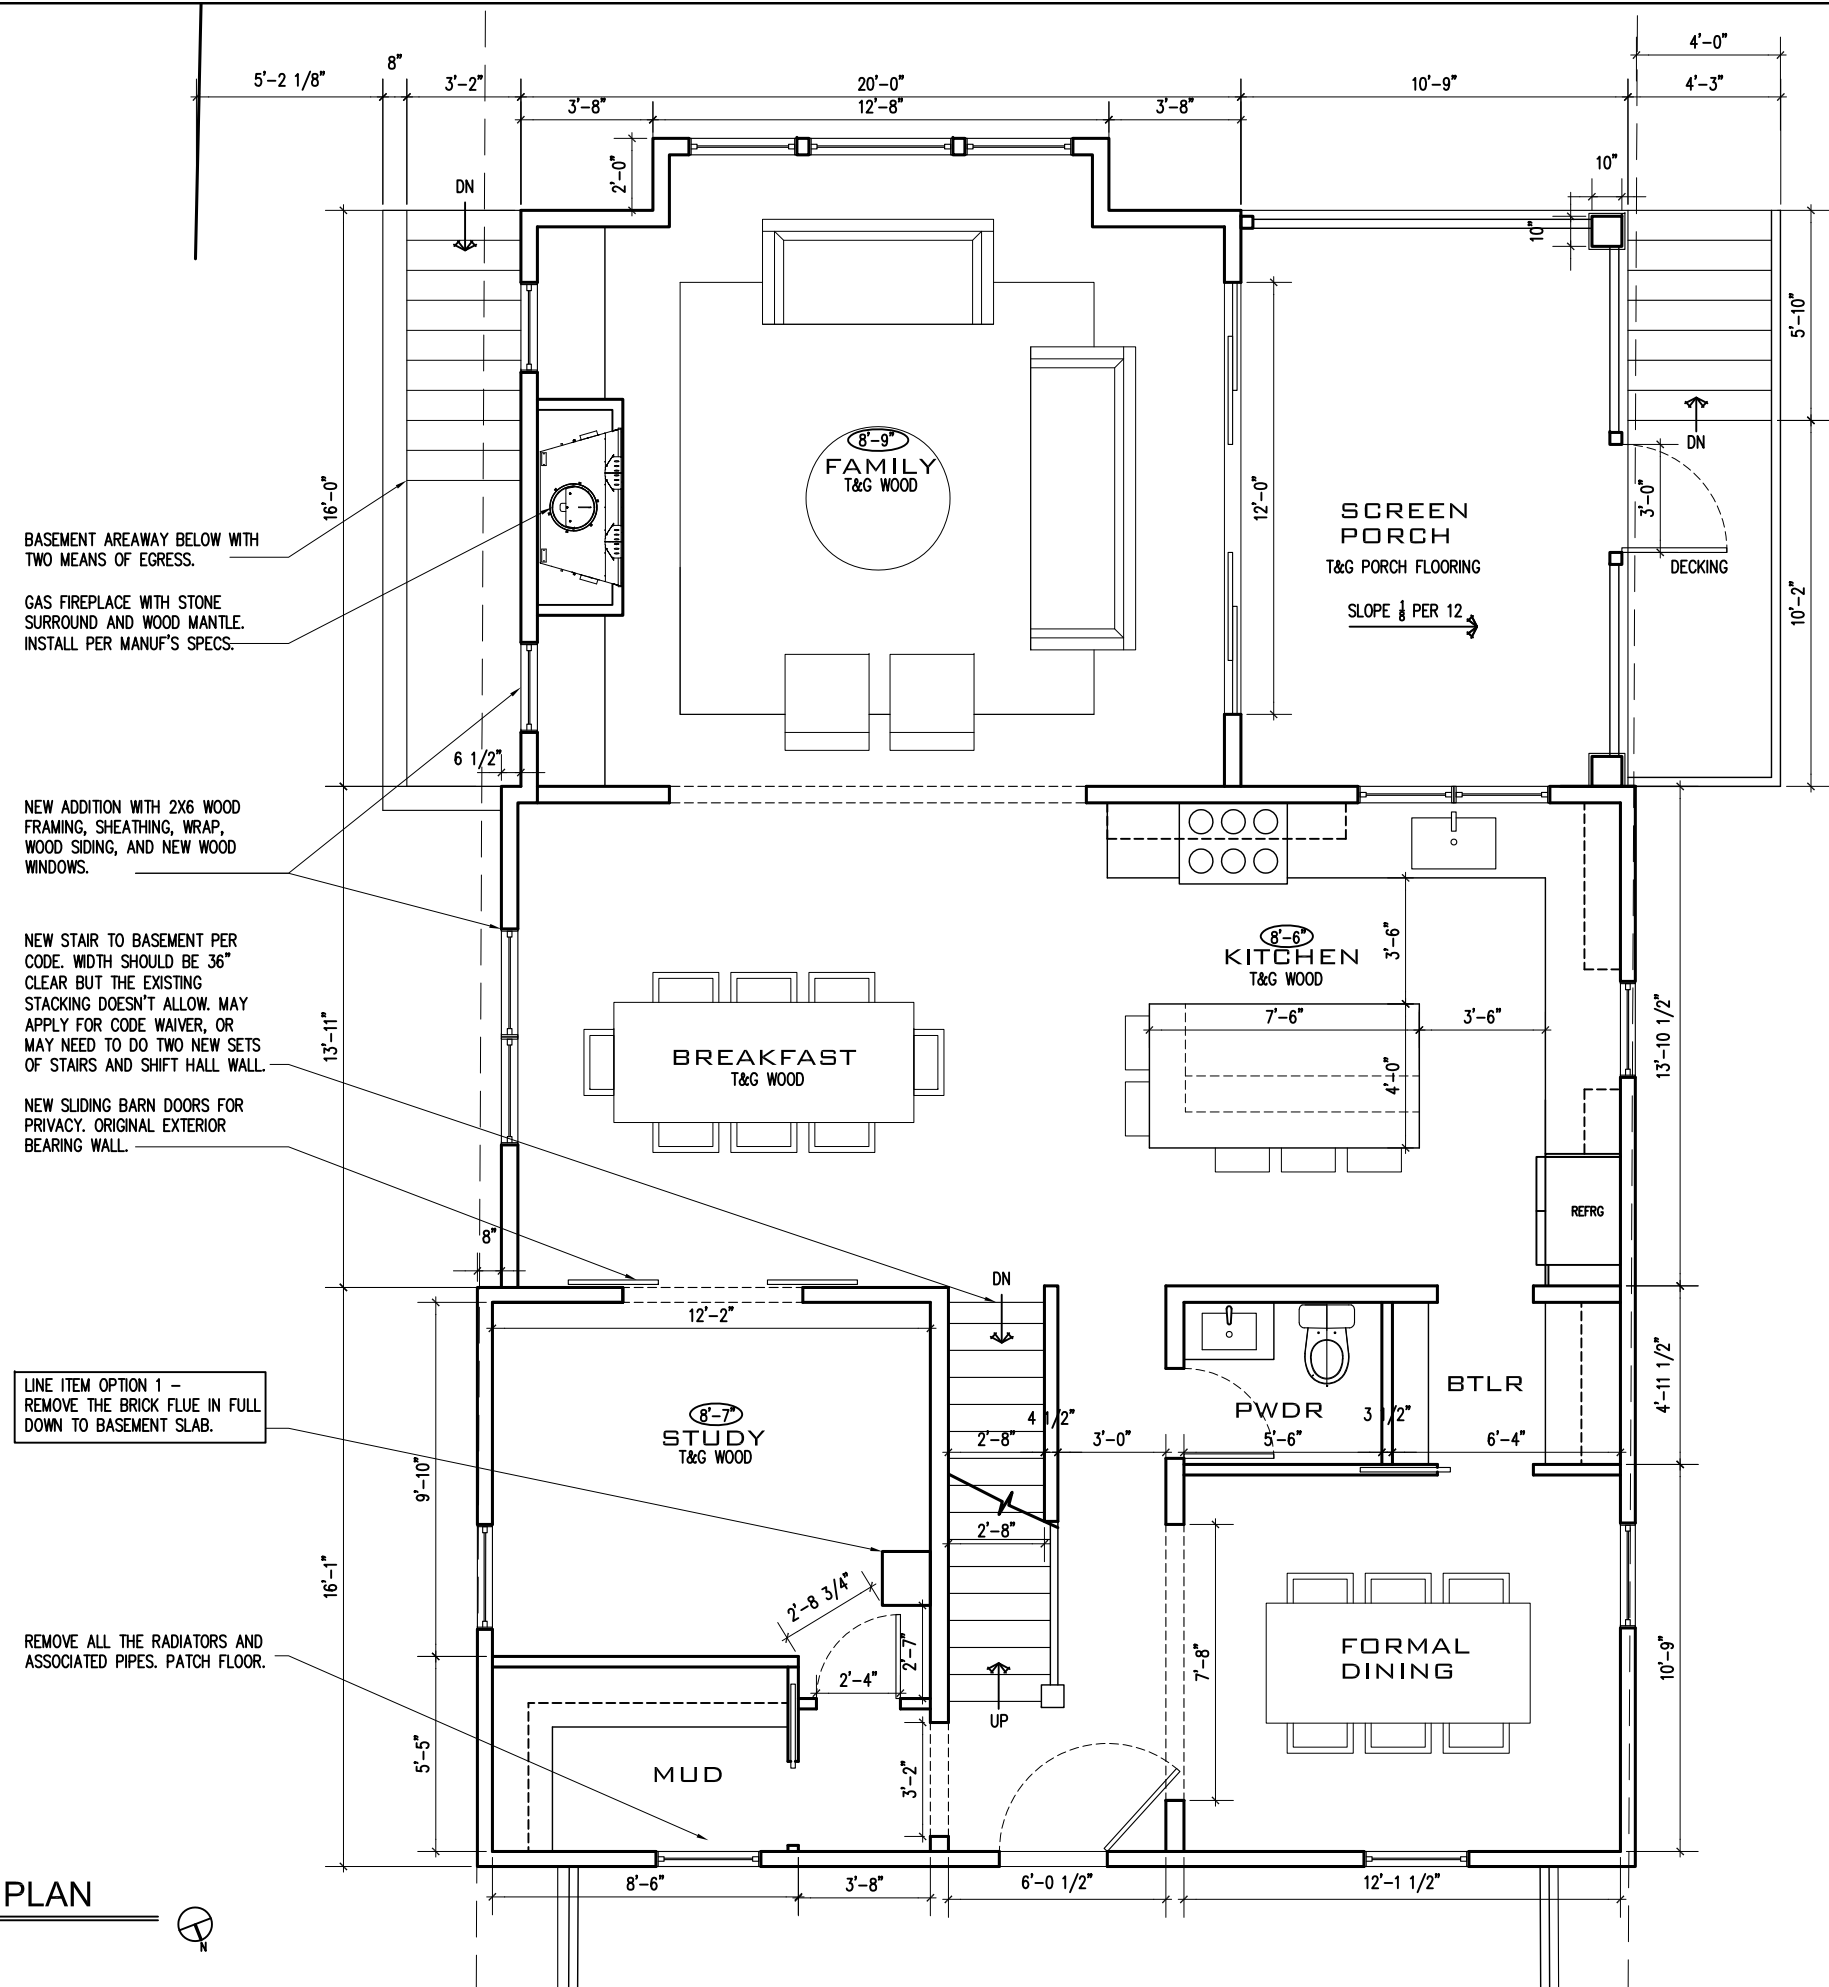 4'-0"
5'-2 1/8"
8"
3'-2"
20'-0"
10'-9"
4'-3"
3'-8"
12'-8"
3'-8"
2'-0"
10"
10"
DN
5'-10"
DN
16'-0"
8'-9"
FAMILY
T&G WOOD
12'-0"
3'-0"
SCREEN
PORCH
T&G PORCH FLOORING
DECKING
SLOPE 1/8 PER 12
10'-2"
BASEMENT AREAWAY BELOW WITH
TWO MEANS OF EGRESS.
GAS FIREPLACE WITH STONE
SURROUND AND WOOD MANTLE.
INSTALL PER MANUF'S SPECS.
6 1/2"
NEW ADDITION WITH 2X6 WOOD
FRAMING, SHEATHING, WRAP,
WOOD SIDING, AND NEW WOOD
WINDOWS.
NEW STAIR TO BASEMENT PER
CODE. WIDTH SHOULD BE 36"
CLEAR BUT THE EXISTING
STACKING DOESN'T ALLOW. MAY
APPLY FOR CODE WAIVER, OR
MAY NEED TO DO TWO NEW SETS
OF STAIRS AND SHIFT HALL WALL.
NEW SLIDING BARN DOORS FOR
PRIVACY. ORIGINAL EXTERIOR
BEARING WALL.
13'-11"
8'-6"
KITCHEN
T&G WOOD
3'-6"
7'-6"
3'-6"
4'-0"
13'-10 1/2"
BREAKFAST
T&G WOOD
REFRG
8"
DN
12'-2"
LINE ITEM OPTION 1 -
REMOVE THE BRICK FLUE IN FULL
DOWN TO BASEMENT SLAB.
8'-7"
STUDY
T&G WOOD
BTLR
PWDR
4'-11 1/2"
4 1/2"
3 1/2"
2'-8"
3'-0"
5'-6"
6'-4"
9'-10"
2'-8"
16'-1"
2'-8 3/4"
2'-7"
2'-4"
7'-8"
FORMAL
DINING
10'-9"
REMOVE ALL THE RADIATORS AND
ASSOCIATED PIPES. PATCH FLOOR.
UP
5'-5"
MUD
3'-2"
8'-6"
3'-8"
6'-0 1/2"
12'-1 1/2"
PLAN
N